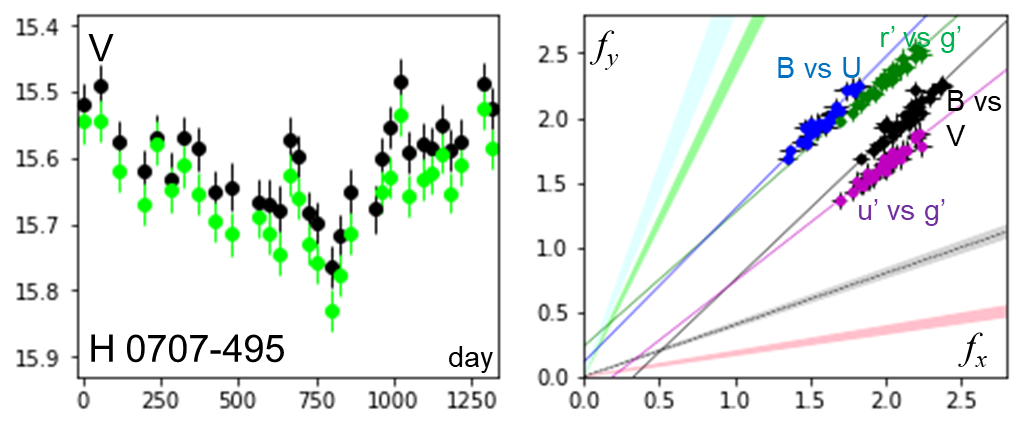 15.4
V
15.5
15.6
15.7
15.8
15.9
H 0707-495
day
0 250 500 750 1000 1250
f_y
r’ vs g’
2.5
B vs U
B vs
V
2.0
1.5
u’ vs g’
1.0
0.5
f_x
0.0
0.0 0.5 1.0 1.5 2.0 2.5